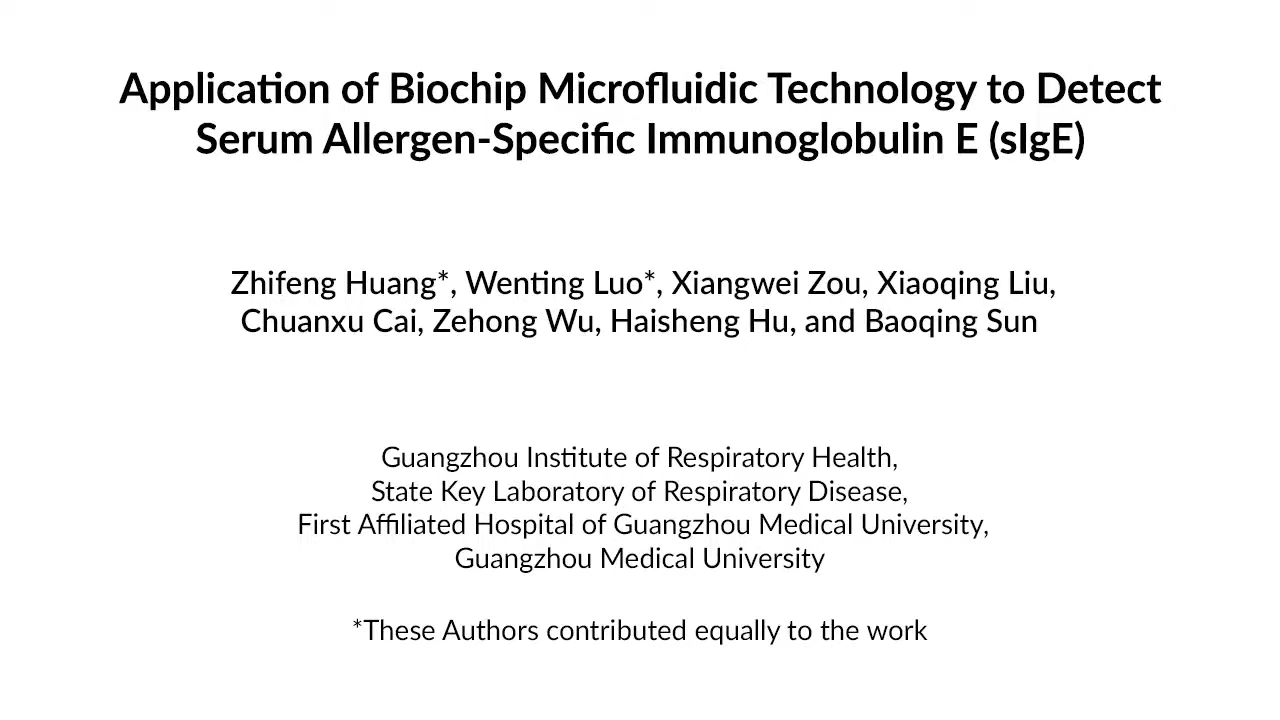 Application of Biochip Microfluidic Technology to Detect
Serum Allergen-Specific Immunoglobulin E (sIgE)
Zhifeng Huang*, Wenting Luo*, Xiangwei Zou, Xiaoqing Liu,
Chuanxu Cai, Zehong Wu, Haisheng Hu, and Baoqing Sun
Guangzhou Institute of Respiratory Health,
State Key Laboratory of Respiratory Disease,
First Affiliated Hospital of Guangzhou Medical University,
Guangzhou Medical University
*These Authors contributed equally to the work